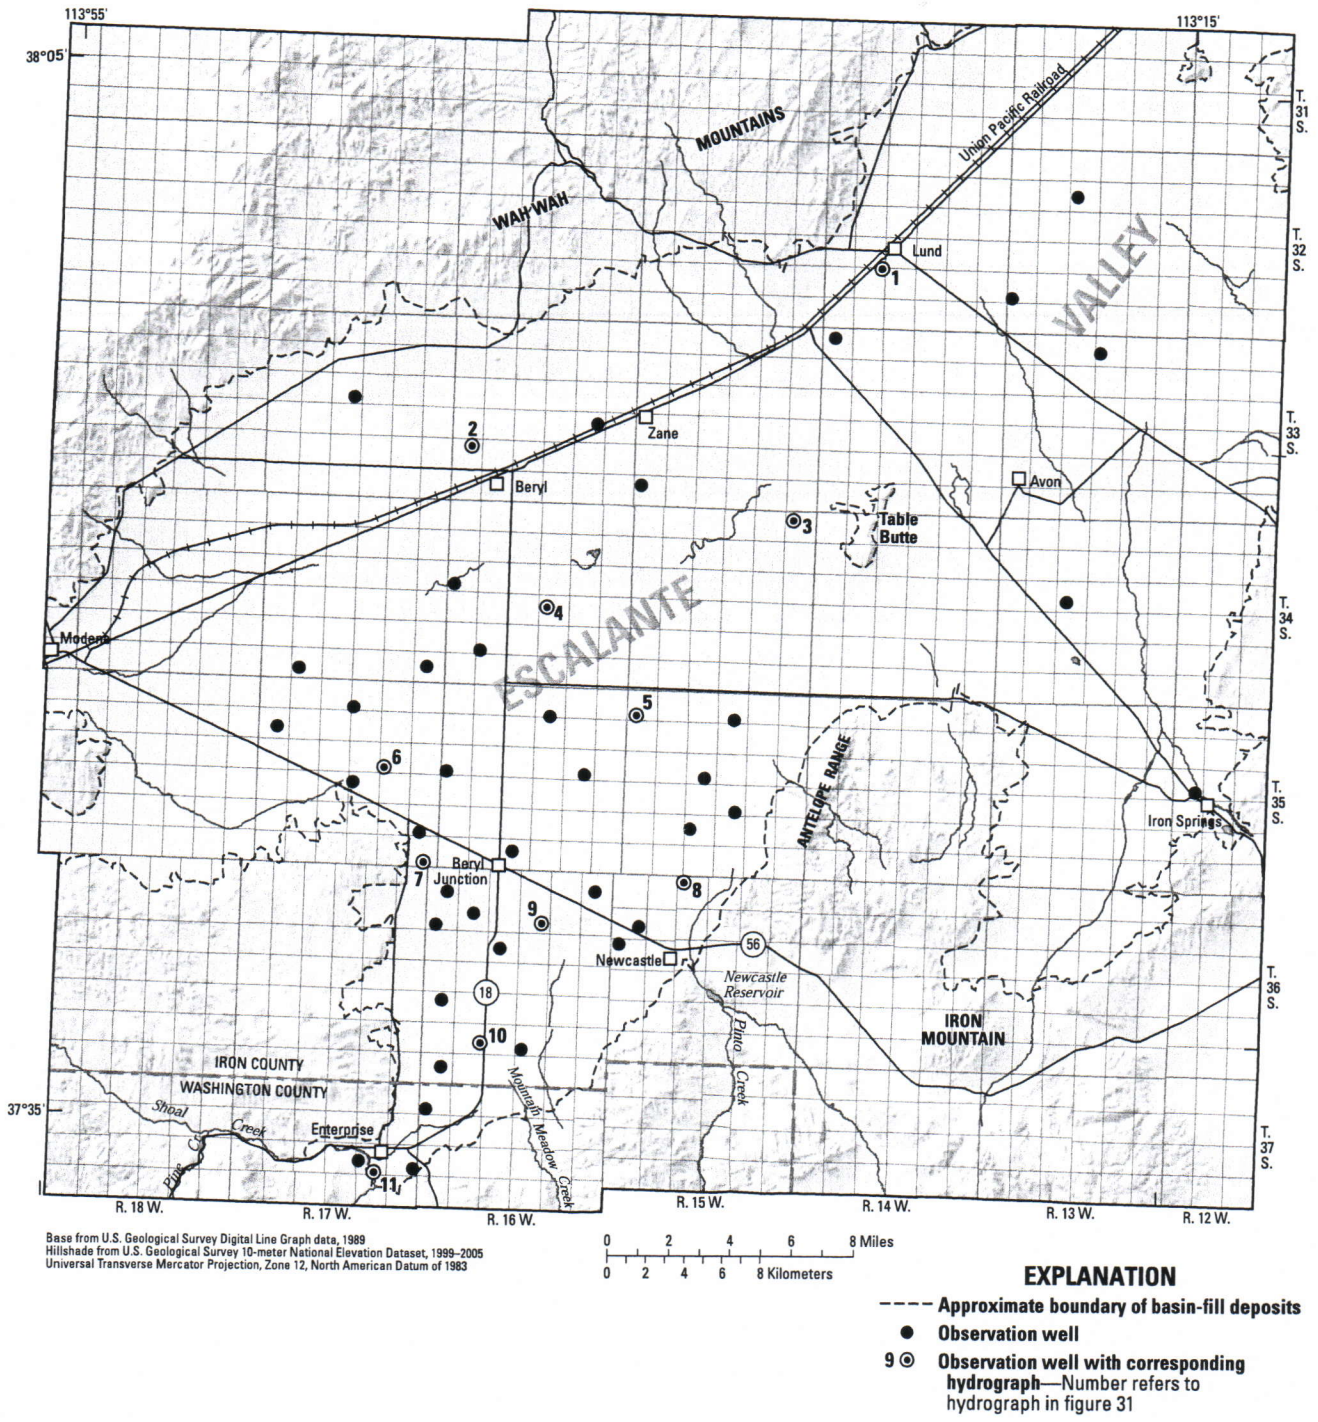 113°55'
113°15'
38°05'
T.
31
S.
MOUNTAINS
Union Pacific Railroad
WAH WAH
VALLEY
T.
32
S.
Lund
1
2
Zane
T.
33
S.
Beryl
Avon
3
Table
Butte
4
ESCALANTE
T.
34
S.
Modena
5
6
ANTELOPE RANGE
T.
35
S.
Iron Springs
Beryl
Junction
7
8
9
56
Newcastle
Newcastle
Reservoir
T.
36
S.
18
10
IRON
MOUNTAIN
IRON COUNTY
WASHINGTON COUNTY
Pinto
Creek
Mountain Meadow
Creek
37°35'
Shoal
Creek
Enterprise
Pine Cr
11
T.
37
S.
R. 18 W.
R. 17 W.
R. 16 W.
R. 15 W.
R. 14 W.
R. 13 W.
R. 12 W.
Base from U.S. Geological Survey Digital Line Graph data, 1989
Hillshade from U.S. Geological Survey 10-meter National Elevation Dataset, 1999–2005
Universal Transverse Mercator Projection, Zone 12, North American Datum of 1983
0 2 4 6 8 Miles
0 2 4 6 8 Kilometers
EXPLANATION
Approximate boundary of basin-fill deposits
Observation well
9 Observation well with corresponding
hydrograph—Number refers to
hydrograph in figure 31